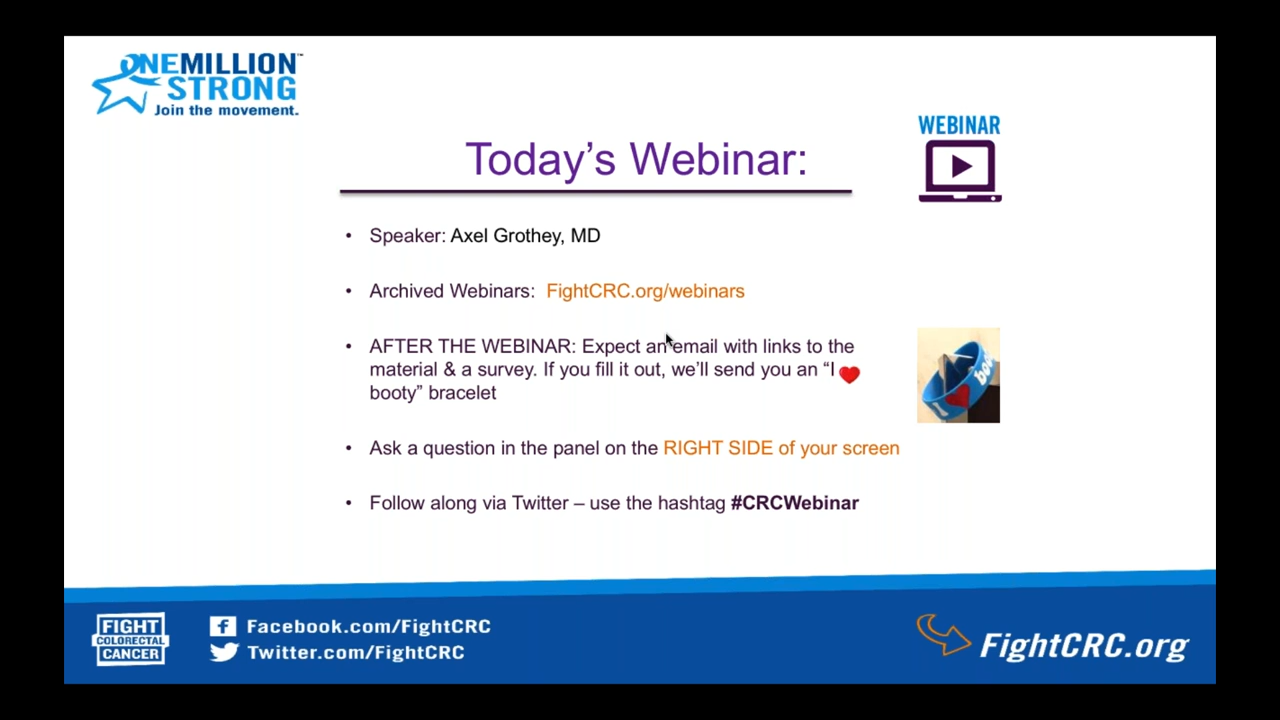 ONEMILLION™
STRONG
Join the movement.
WEBINAR
Today's Webinar:
• Speaker: Axel Grothey, MD
• Archived Webinars: FightCRC.org/webinars
• AFTER THE WEBINAR: Expect an email with links to the
material & a survey. If you fill it out, we'll send you an “I ❤
booty” bracelet
I ❤ boo
• Ask a question in the panel on the RIGHT SIDE of your screen
• Follow along via Twitter – use the hashtag #CRCWebinar
FIGHT
COLORECTAL
CANCER
Facebook.com/FightCRC
Twitter.com/FightCRC
FightCRC.org